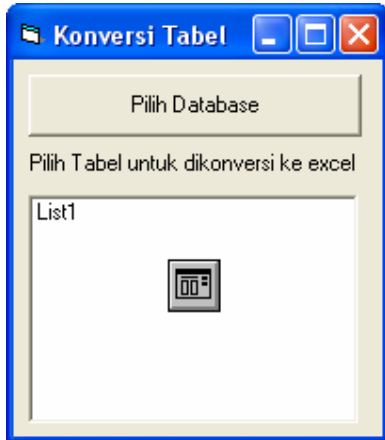 Konversi Tabel
Pilih Database
Pilih Tabel untuk dikonversi ke excel
List1